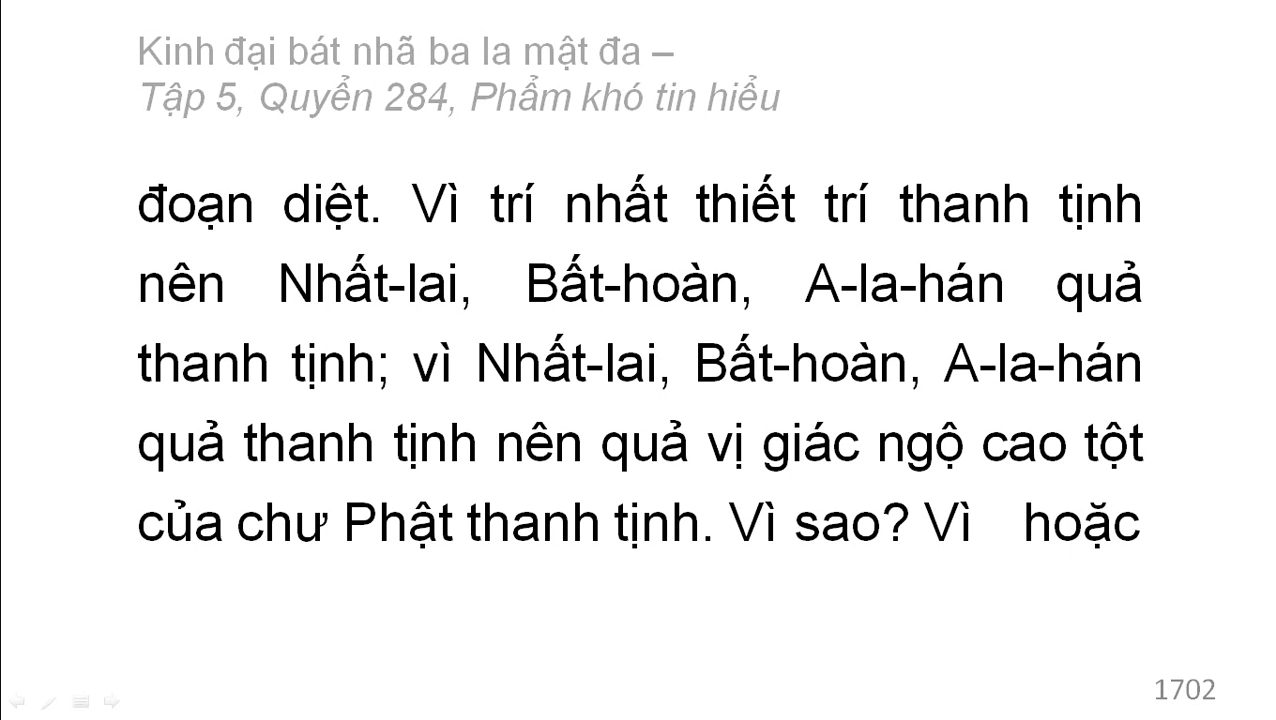 Kinh đại bát nhã ba la mật đa –
Tập 5, Quyển 284, Phẩm khó tin hiểu
đoạn diệt. Vì trí nhất thiết trí thanh tịnh
nên Nhất-lai, Bất-hoàn, A-la-hán quả
thanh tịnh; vì Nhất-lai, Bất-hoàn, A-la-hán
quả thanh tịnh nên quả vị giác ngộ cao tột
của chư Phật thanh tịnh. Vì sao? Vì hoặc
1702